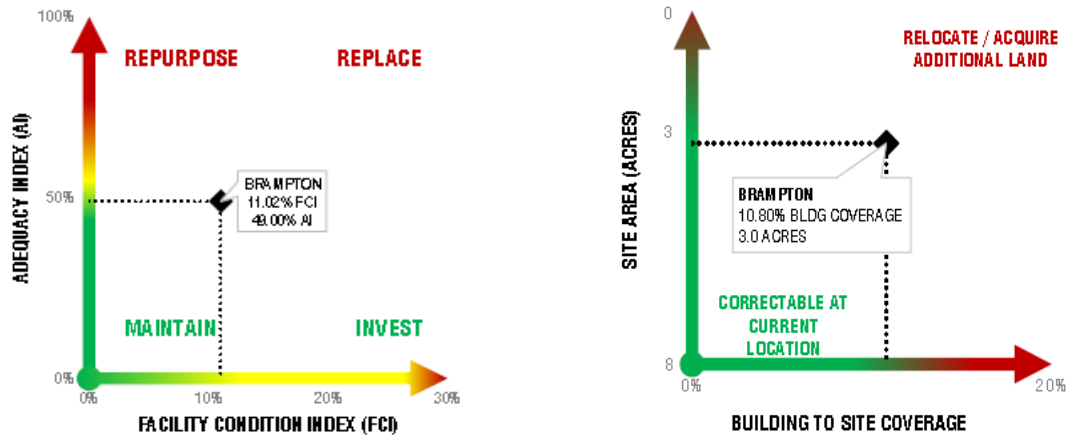 100%
REPURPOSE
REPLACE
ADEQUACY INDEX (AI)
50%
BRAMPTON
11.02% FCI
49.00% AI
MAINTAIN
INVEST
0%
0%
10%
20%
30%
FACILITY CONDITION INDEX (FCI)
0
RELOCATE / ACQUIRE
ADDITIONAL LAND
3
SITE AREA (ACRES)
BRAMPTON
10.80% BLDG COVERAGE
3.0 ACRES
CORRECTABLE AT
CURRENT
LOCATION
8
0%
20%
BUILDING TO SITE COVERAGE